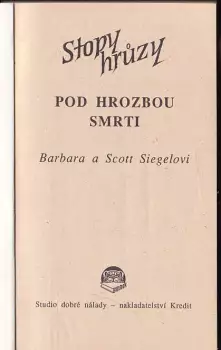 Stopy
hrůzy
POD HROZBOU
SMRTI
Barbara a Scott Siegelovi
Studio dobré nálady – nakladatelství Kredit